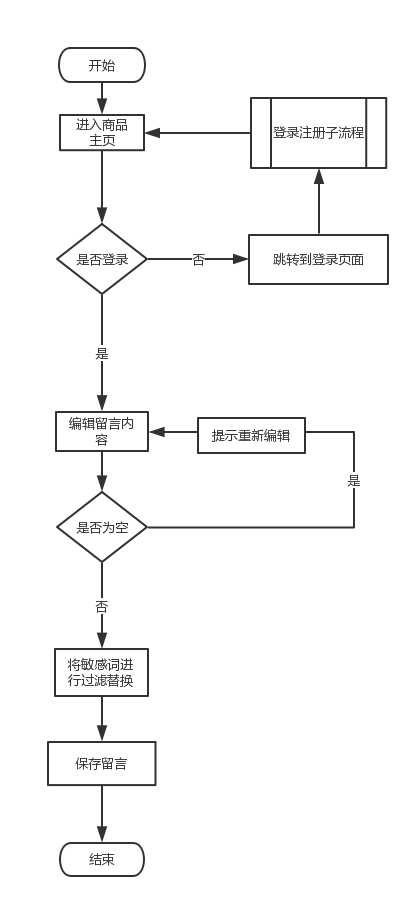 开始
进入商品
主页
登录注册子流程
是否登录
否
跳转到登录页面
是
编辑留言内
容
提示重新编辑
是
是否为空
否
将敏感词进
行过滤替换
保存留言
结束